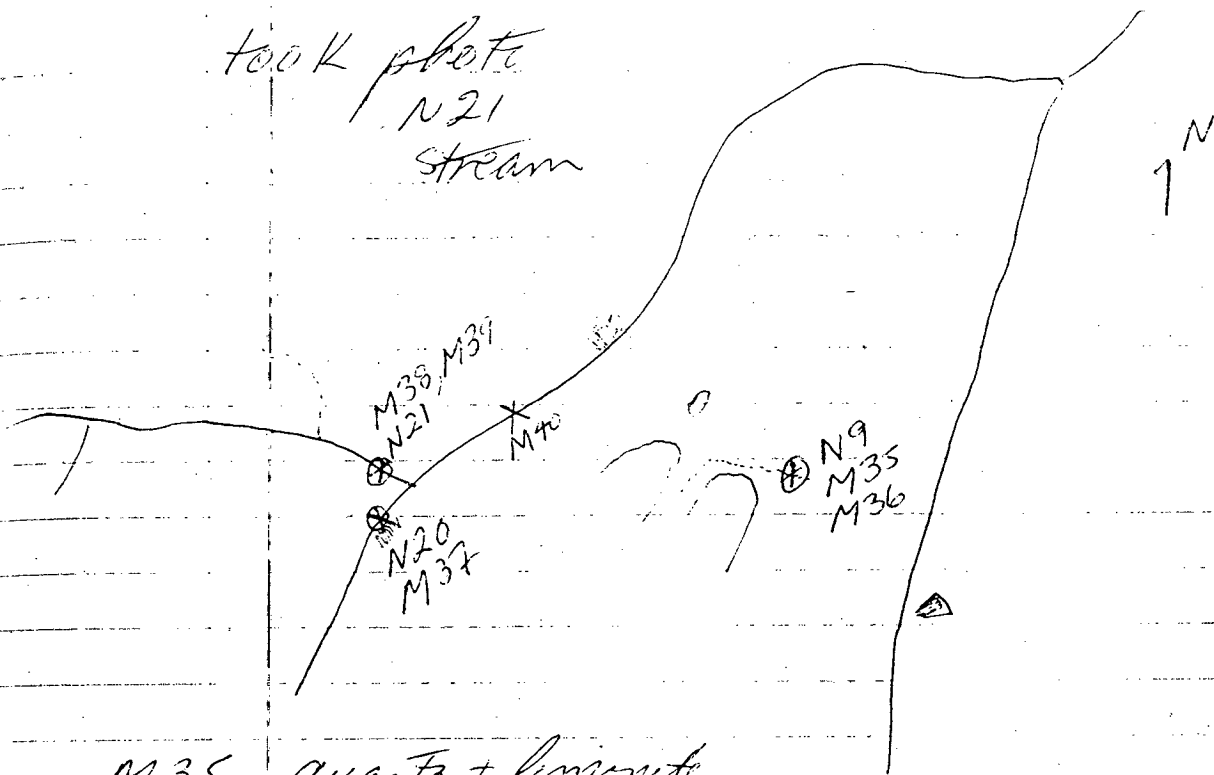 took photo
N21
stream
N
M38, M39
N21
M40
N9
M35
M36
N20
M37
M35 quartz + limonite